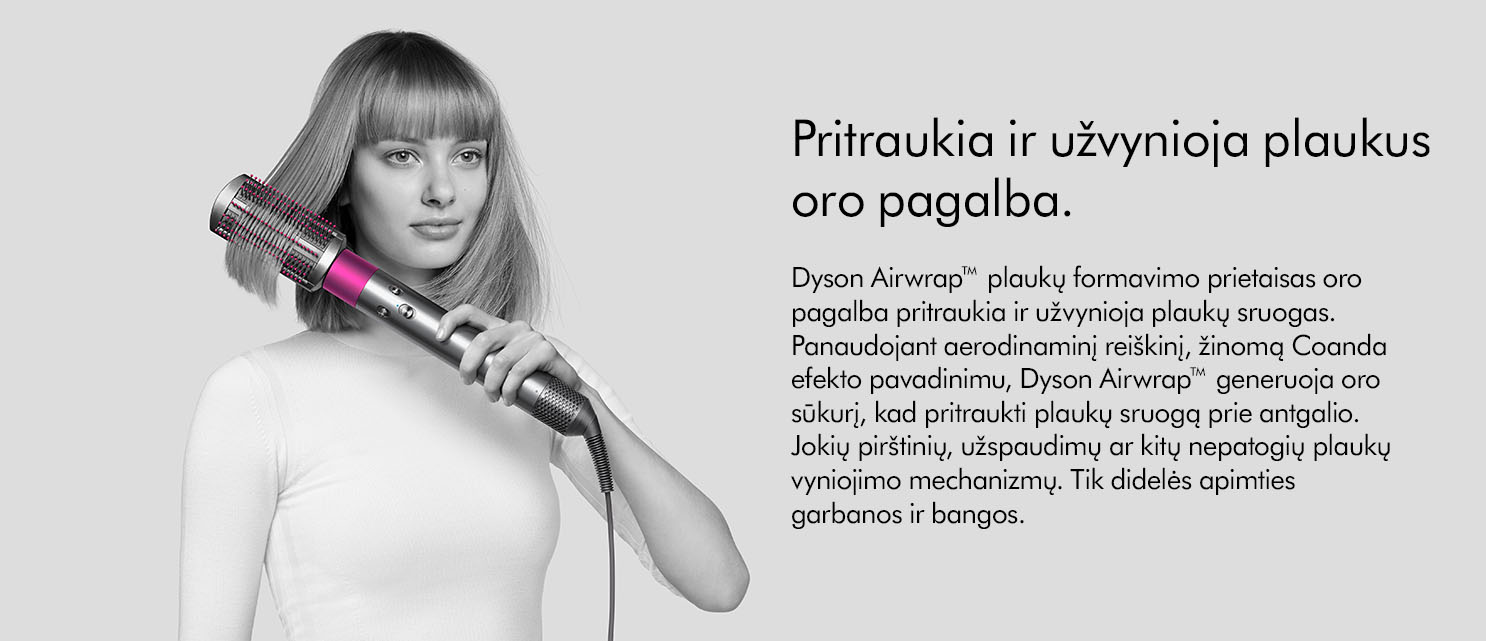 Pritraukia ir užvynioja plaukus
oro pagalba.
Dyson Airwrap™ plaukų formavimo prietaisas oro
pagalba pritraukia ir užvynioja plaukų sruogas.
Panaudojant aerodinaminį reiškinį, žinomą Coanda
efekto pavadinimu, Dyson Airwrap™ generuoja oro
sūkurį, kad pritraukti plaukų sruogą prie antgalio.
Jokių pirštinių, užspaudimų ar kitų nepatogių plaukų
vyniojimo mechanizmų. Tik didelės apimties
garbanos ir bangos.